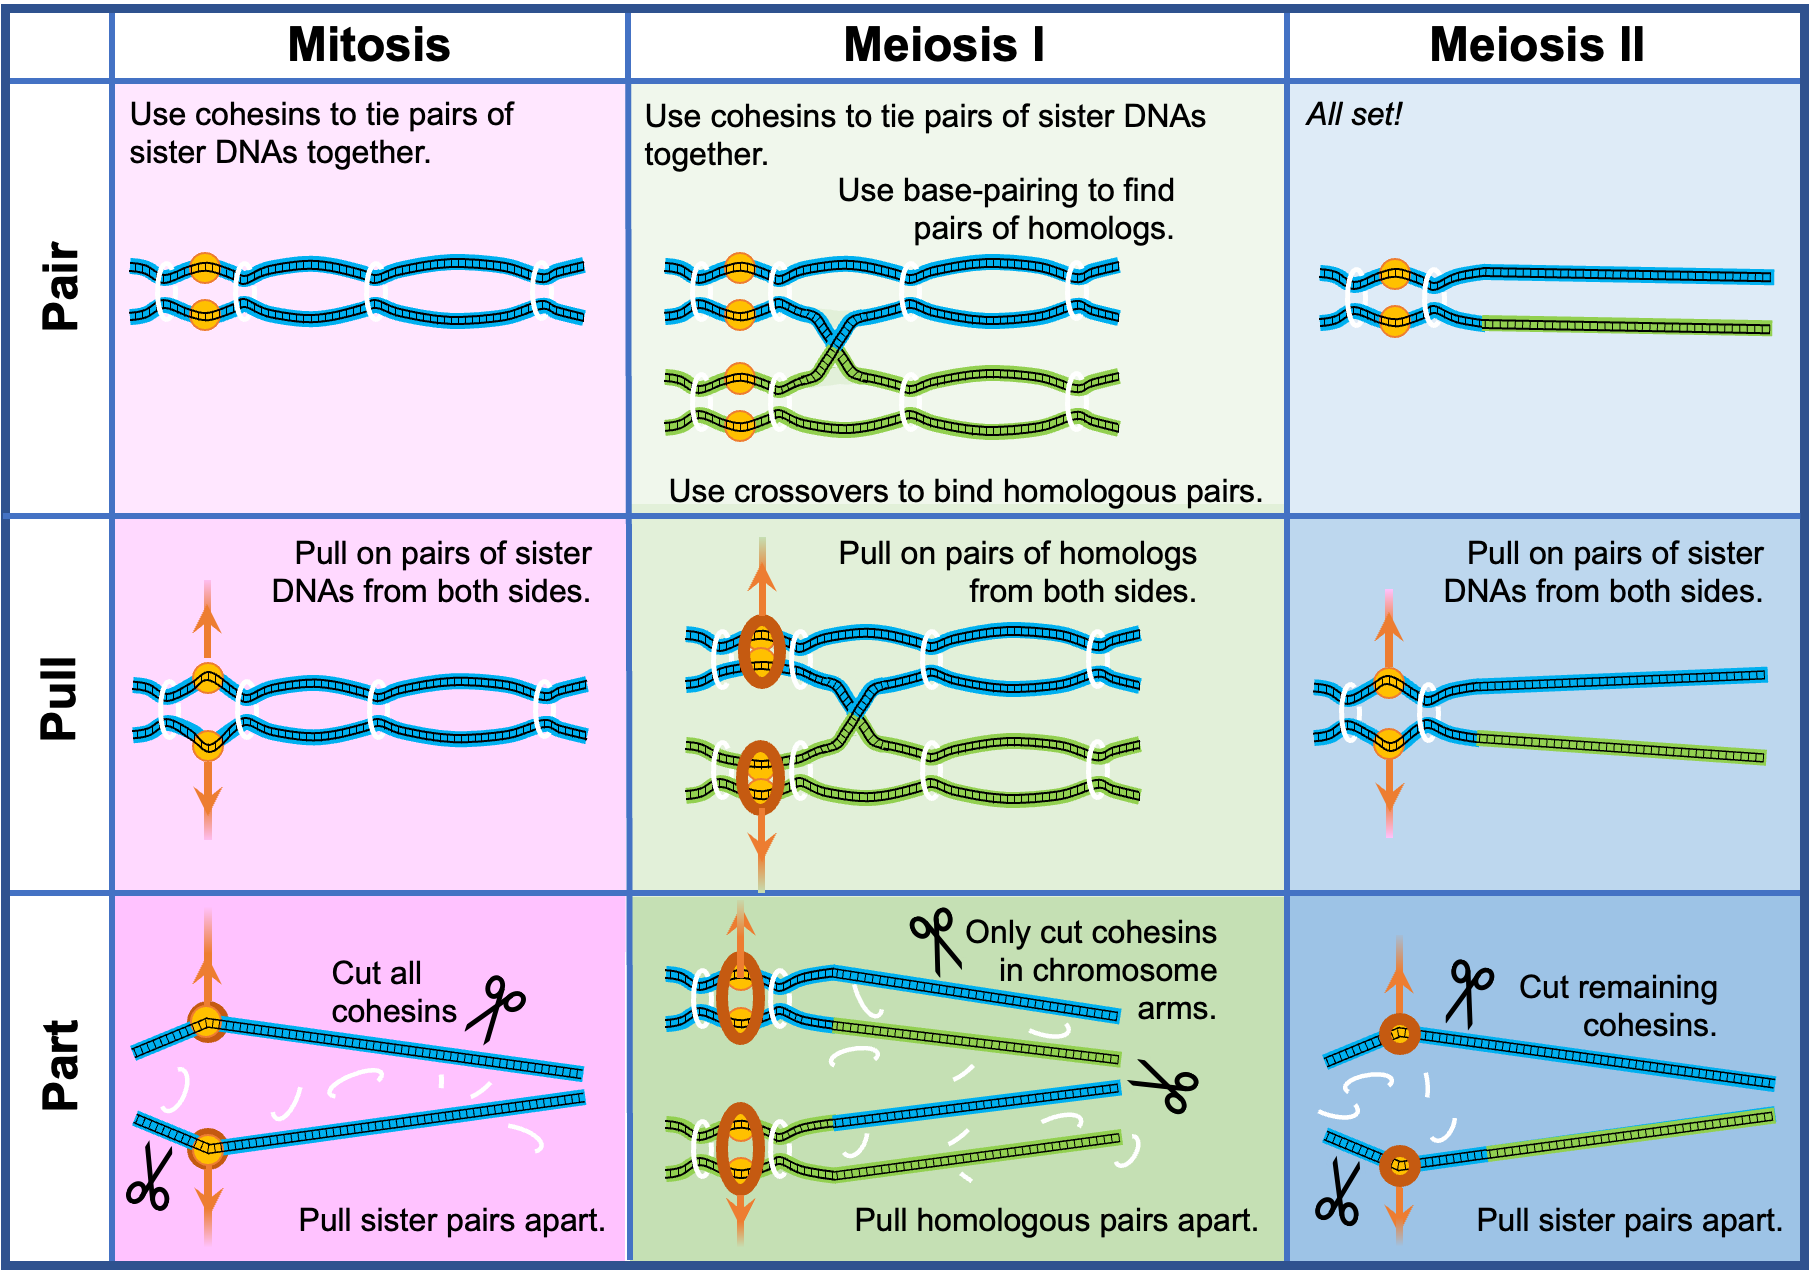 Mitosis
Meiosis I
Meiosis II
Pair
Use cohesins to tie pairs of
sister DNAs together.
Use cohesins to tie pairs of sister DNAs
together.
Use base-pairing to find
pairs of homologs.
Use crossovers to bind homologous pairs.
All set!
Pull
Pull on pairs of sister
DNAs from both sides.
Pull on pairs of homologs
from both sides.
Pull on pairs of sister
DNAs from both sides.
Part
Cut all
cohesins
Pull sister pairs apart.
Only cut cohesins
in chromosome
arms.
Pull homologous pairs apart.
Cut remaining
cohesins.
Pull sister pairs apart.